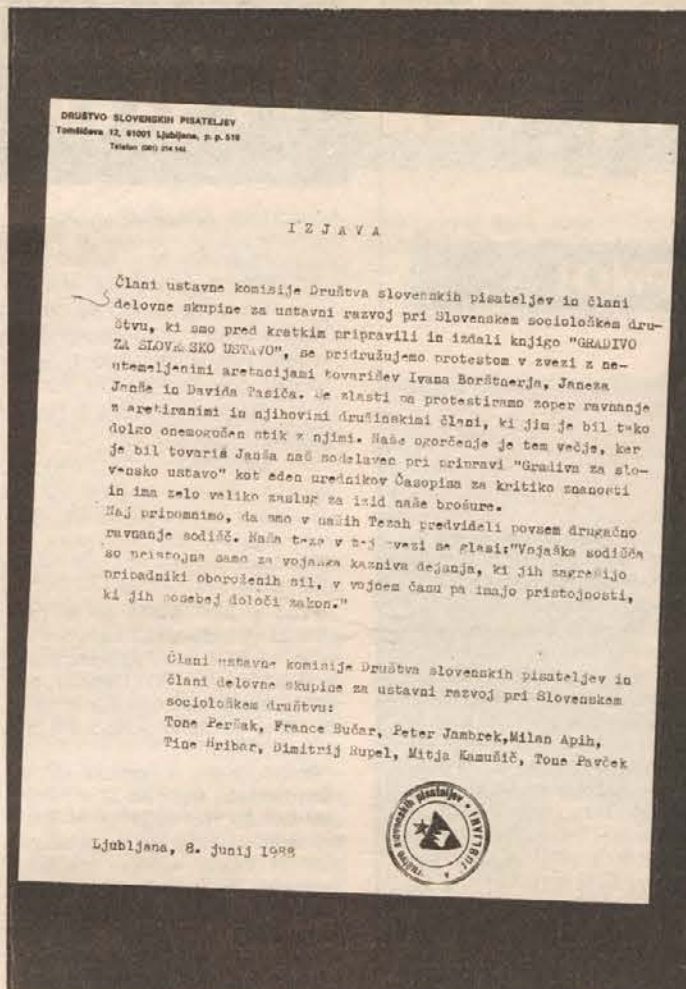 DRUŠTVO SLOVENSKIH PISATELJEV
Tomšičeva 12, 61001 Ljubljana, p. p. 518
Telefon (061) 214 144
IZJAVA
Člani ustavne komisije Društva slovenskih pisateljev in člani
delovne skupine za ustavni razvoj pri Slovenskem sociološkem dru-
štvu, ki smo pred kratkim pripravili in izdali knjigo "GRADIVO
ZA SLOVENSKO USTAVO", se pridružujemo protestom v zvezi z ne-
utemeljenimi aretacijami tovarišev Ivana Borštnerja, Janeza
Janše in Davida Tasiča. Še zlasti pa protestiramo zoper ravnanje
z aretiranimi in njihovimi družinskimi člani, ki jim je bil tako
dolgo onemogočen stik z njimi. Naše ogorčenje je tem večje, ker
je bil tovariš Janša naš sodelavec pri pripravi "Gradiva za slo-
vensko ustavo" kot eden urednikov Časopisa za kritiko znanosti
in ima zelo veliko zaslug za izid naše brošure.
Naj pripomnimo, da smo v naših Tezah predvideli povsem drugačno
ravnanje sodišč. Naša teza v tej zvezi se glasi:"Vojaška sodišča
so pristojna samo za vojaška kazniva dejanja, ki jih zagrešijo
pripadniki oboroženih sil, v vojnem času pa imajo pristojnosti,
ki jih posebej določi zakon."
Člani ustavne komisije Društva slovenskih pisateljev in
člani delovne skupine za ustavni razvoj pri Slovenskem
sociološkem društvu:
Tone Peršak, France Bučar, Peter Jambrek,Milan Apih,
Tine Hribar, Dimitrij Rupel, Mitja Kamušič, Tone Pavček
društvo slovenskih pisateljev • LJUBLJANA •
Ljubljana, 8. junij 1988